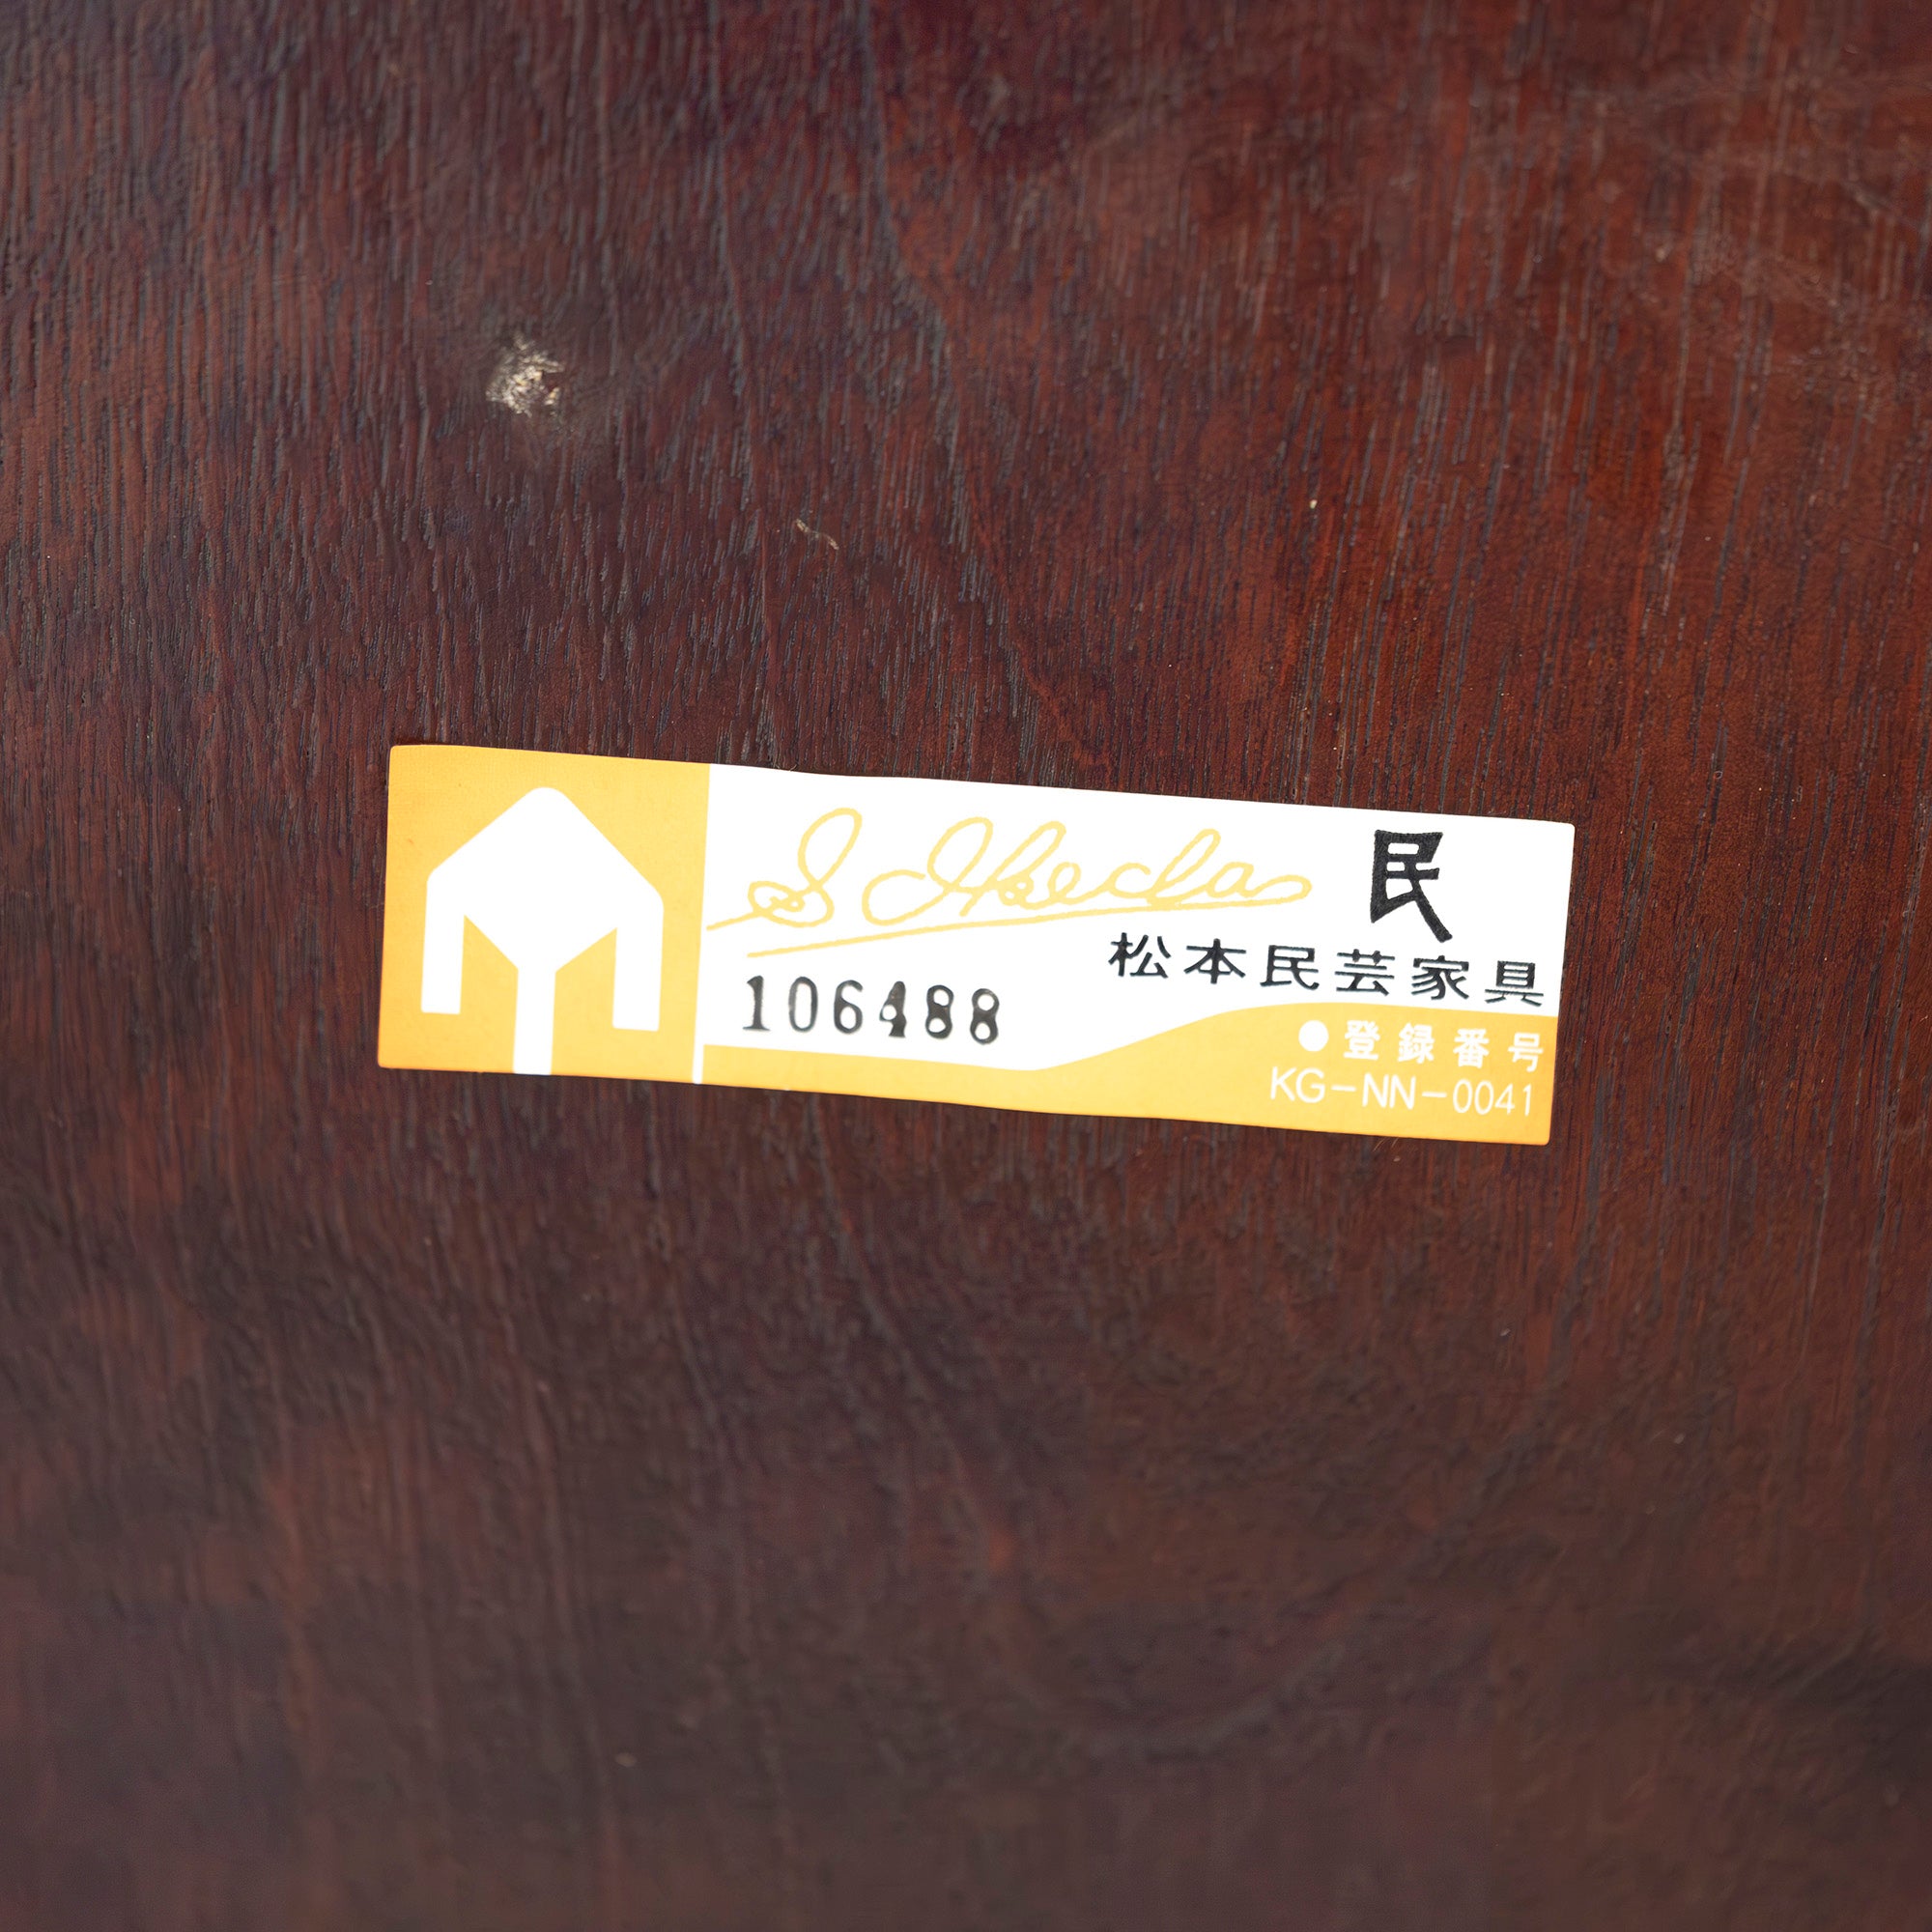 S Ikeda
民
松本民芸家具
106488
●登録番号
KG-NN-0041